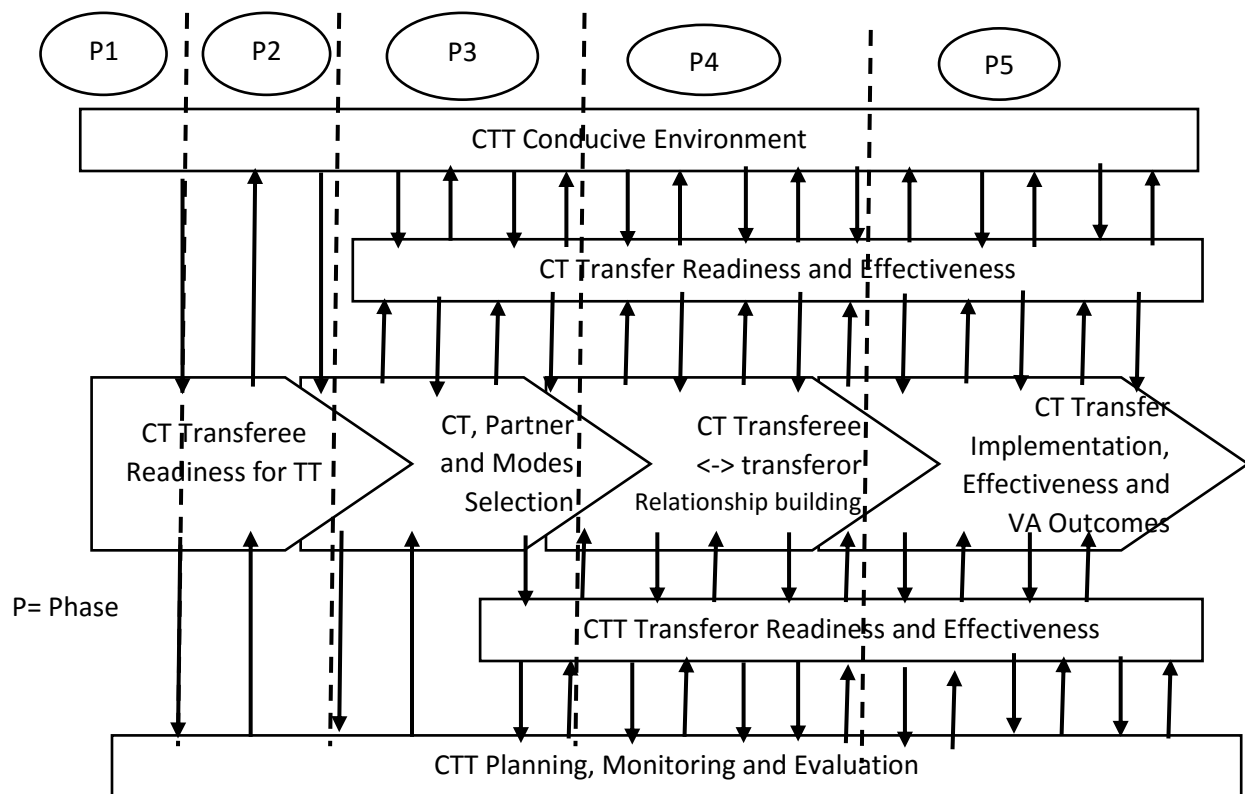 P1
P2
P3
P4
P5
CTT Conducive Environment
CT Transfer Readiness and Effectiveness
CT Transferee
Readiness for TT
CT, Partner
and Modes
Selection
CT Transferee
<-> transferor
Relationship building
CT Transfer
Implementation,
Effectiveness and
VA Outcomes
P= Phase
CTT Transferor Readiness and Effectiveness
CTT Planning, Monitoring and Evaluation